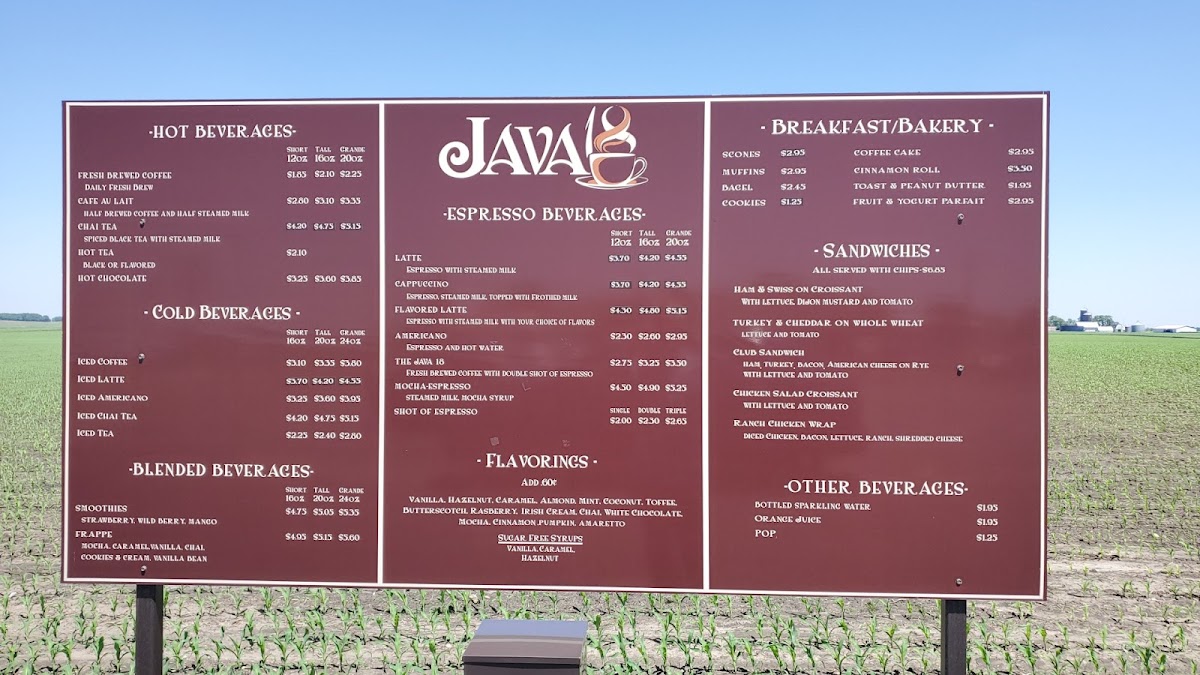 -HOT BEVERAGES-
SHORT TALL GRANDE
12OZ 16OZ 20OZ
FRESH BREWED COFFEE $1.85 $2.10 $2.25
DAILY FRESH BREW
CAFE AU LAIT $2.80 $3.10 $3.35
HALF BREWED COFFEE AND HALF STEAMED MILK
CHAI TEA $4.20 $4.75 $5.15
SPICED BLACK TEA WITH STEAMED MILK
HOT TEA $2.10
BLACK OR FLAVORED
HOT CHOCOLATE $3.25 $3.60 $3.85
- COLD BEVERAGES -
SHORT TALL GRANDE
16OZ 20OZ 24OZ
ICED COFFEE $3.10 $3.35 $3.80
ICED LATTE $3.70 $4.20 $4.55
ICED AMERICANO $3.25 $3.60 $3.95
ICED CHAI TEA $4.20 $4.75 $5.15
ICED TEA $2.25 $2.40 $2.80
-BLENDED BEVERAGES-
SHORT TALL GRANDE
16OZ 20OZ 24OZ
SMOOTHIES $4.75 $5.05 $5.35
STRAWBERRY, WILD BERRY, MANGO
FRAPPE $4.95 $5.15 $5.60
MOCHA, CARAMEL,VANILLA, CHAI
COOKIES & CREAM, VANILLA BEAN
JAVA 18
-ESPRESSO BEVERAGES-
SHORT TALL GRANDE
12OZ 16OZ 20OZ
LATTE $3.70 $4.20 $4.55
ESPRESSO WITH STEAMED MILK
CAPPUCCINO $3.70 $4.20 $4.55
ESPRESSO, STEAMED MILK, TOPPED WITH FROTHED MILK
FLAVORED LATTE $4.30 $4.80 $5.15
ESPRESSO WITH STEAMED MILK WITH YOUR CHOICE OF FLAVORS
AMERICANO $2.30 $2.60 $2.95
ESPRESSO AND HOT WATER
THE JAVA 18 $2.75 $3.25 $3.50
FRESH BREWED COFFEE WITH DOUBLE SHOT OF ESPRESSO
MOCHA-ESPRESSO $4.50 $4.90 $5.25
STEAMED MILK, MOCHA SYRUP
SHOT OF ESPRESSO SINGLE DOUBLE TRIPLE
$2.00 $2.50 $2.65
- FLAVORINGS -
ADD .60¢
VANILLA, HAZELNUT, CARAMEL, ALMOND, MINT, COCONUT, TOFFEE,
BUTTERSCOTCH, RASBERRY, IRISH CREAM, CHAI, WHITE CHOCOLATE,
MOCHA, CINNAMON,PUMPKIN, AMARETTO
SUGAR FREE SYRUPS
VANILLA, CARAMEL,
HAZELNUT
- BREAKFAST/BAKERY -
SCONES $2.95 COFFEE CAKE $2.95
MUFFINS $2.95 CINNAMON ROLL $3.50
BAGEL $2.45 TOAST & PEANUT BUTTER $1.95
COOKIES $1.25 FRUIT & YOGURT PARFAIT $2.95
- SANDWICHES -
ALL SERVED WITH CHIPS-$6.85
HAM & SWISS ON CROISSANT
WITH LETTUCE, DIJON MUSTARD AND TOMATO
TURKEY & CHEDDAR ON WHOLE WHEAT
LETTUCE AND TOMATO
CLUB SANDWICH
HAM, TURKEY, BACON, AMERICAN CHEESE ON RYE
WITH LETTUCE AND TOMATO
CHICKEN SALAD CROISSANT
WITH LETTUCE AND TOMATO
RANCH CHICKEN WRAP
DICED CHICKEN, BACON, LETTUCE, RANCH, SHREDDED CHEESE
-OTHER BEVERAGES-
BOTTLED SPARKLING WATER $1.95
ORANGE JUICE $1.95
POP $1.25